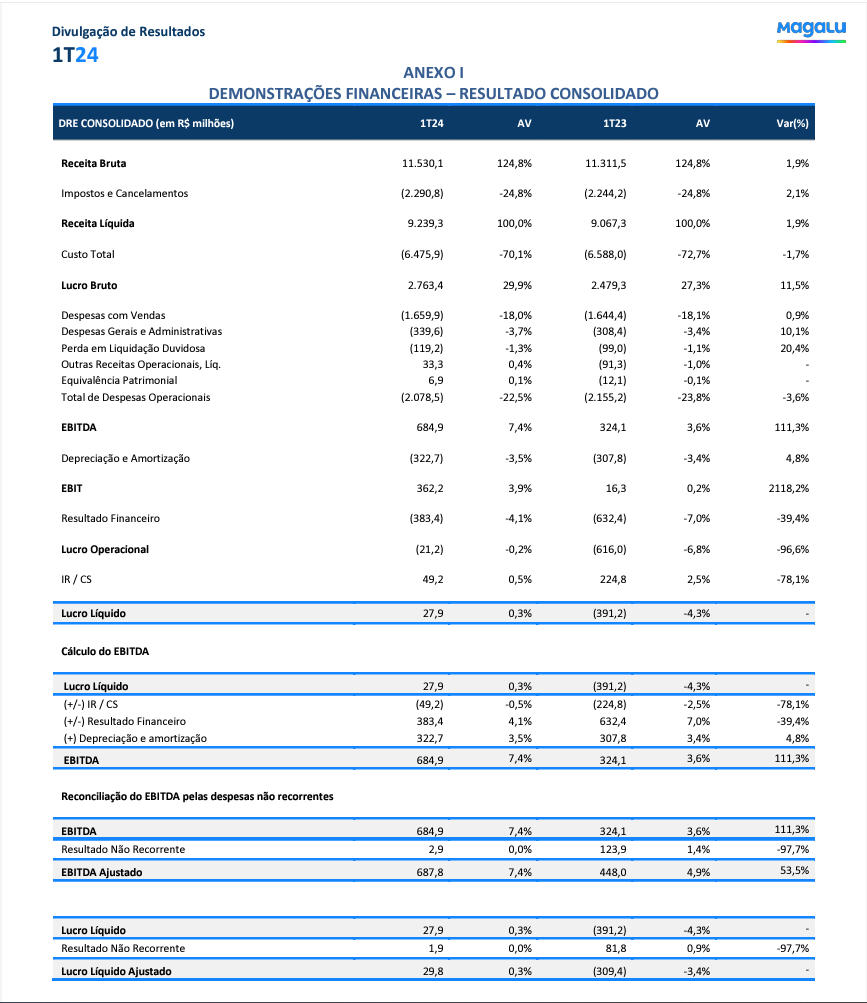 Divulgação de Resultados
1T24
Magalu
ANEXO I
DEMONSTRAÇÕES FINANCEIRAS – RESULTADO CONSOLIDADO
DRE CONSOLIDADO (em R$ milhões) 1T24 AV 1T23 AV Var(%)
Receita Bruta 11.530,1 124,8% 11.311,5 124,8% 1,9%
Impostos e Cancelamentos (2.290,8) -24,8% (2.244,2) -24,8% 2,1%
Receita Líquida 9.239,3 100,0% 9.067,3 100,0% 1,9%
Custo Total (6.475,9) -70,1% (6.588,0) -72,7% -1,7%
Lucro Bruto 2.763,4 29,9% 2.479,3 27,3% 11,5%
Despesas com Vendas (1.659,9) -18,0% (1.644,4) -18,1% 0,9%
Despesas Gerais e Administrativas (339,6) -3,7% (308,4) -3,4% 10,1%
Perda em Liquidação Duvidosa (119,2) -1,3% (99,0) -1,1% 20,4%
Outras Receitas Operacionais, Líq. 33,3 0,4% (91,3) -1,0% -
Equivalência Patrimonial 6,9 0,1% (12,1) -0,1% -
Total de Despesas Operacionais (2.078,5) -22,5% (2.155,2) -23,8% -3,6%
EBITDA 684,9 7,4% 324,1 3,6% 111,3%
Depreciação e Amortização (322,7) -3,5% (307,8) -3,4% 4,8%
EBIT 362,2 3,9% 16,3 0,2% 2118,2%
Resultado Financeiro (383,4) -4,1% (632,4) -7,0% -39,4%
Lucro Operacional (21,2) -0,2% (616,0) -6,8% -96,6%
IR / CS 49,2 0,5% 224,8 2,5% -78,1%
Lucro Líquido 27,9 0,3% (391,2) -4,3% -
Cálculo do EBITDA
Lucro Líquido 27,9 0,3% (391,2) -4,3% -
(+/-) IR / CS (49,2) -0,5% (224,8) -2,5% -78,1%
(+/-) Resultado Financeiro 383,4 4,1% 632,4 7,0% -39,4%
(+) Depreciação e amortização 322,7 3,5% 307,8 3,4% 4,8%
EBITDA 684,9 7,4% 324,1 3,6% 111,3%
Reconciliação do EBITDA pelas despesas não recorrentes
EBITDA 684,9 7,4% 324,1 3,6% 111,3%
Resultado Não Recorrente 2,9 0,0% 123,9 1,4% -97,7%
EBITDA Ajustado 687,8 7,4% 448,0 4,9% 53,5%
Lucro Líquido 27,9 0,3% (391,2) -4,3% -
Resultado Não Recorrente 1,9 0,0% 81,8 0,9% -97,7%
Lucro Líquido Ajustado 29,8 0,3% (309,4) -3,4% -